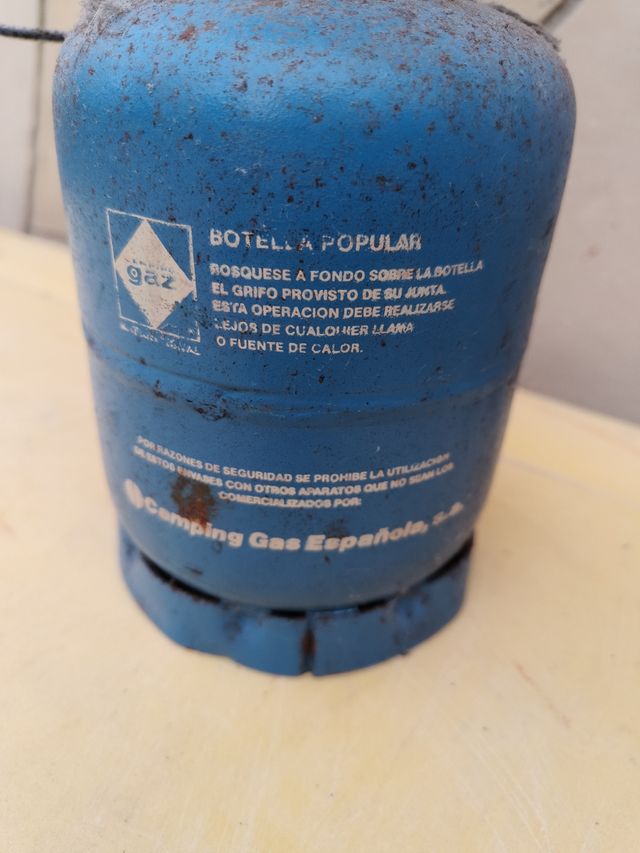 BOTELLA POPULAR
ROSQUESE A FONDO SOBRE LA BOTELLA
EL GRIFO PROVISTO DE SU JUNTA.
ESTA OPERACION DEBE REALIZARSE
LEJOS DE CUALQUIER LLAMA
O FUENTE DE CALOR.
gaz
POR RAZONES DE SEGURIDAD SE PROHIBE LA UTILIZACION
DE ESTOS ENVASES CON OTROS APARATOS QUE NO SEAN LOS
COMERCIALIZADOS POR:
Camping Gas Española, S.A.